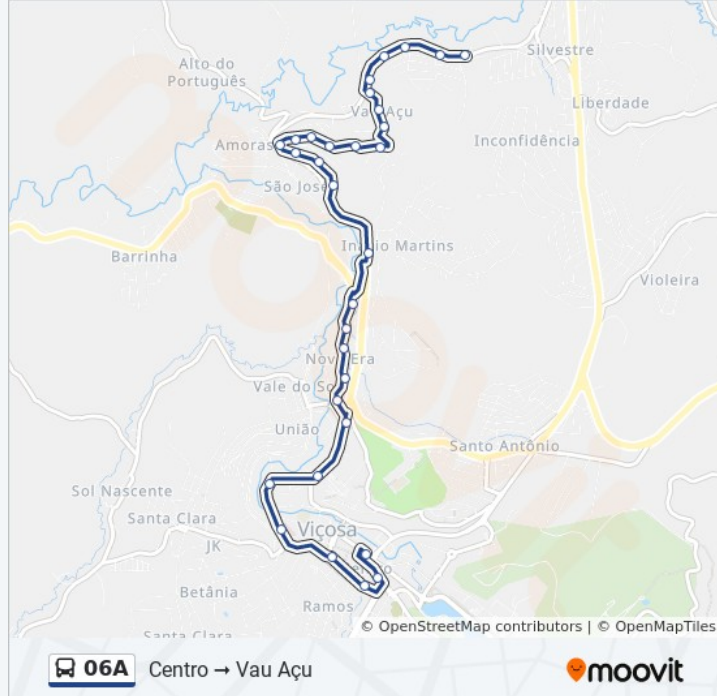 Silvestre
Alto do
Português
Liberdade
Vau Açu
Inconfidência
Amoras
São José
Inácio Martins
Barrinha
Violeira
Nova Era
Vale do So
União
Santo Antônio
Sol Nascente
Santa Clara
Viçosa
JK
Centro
Betânia
Ramos
Santa Clara
© OpenStreetMap contributors | © OpenMapTiles
06A Centro → Vau Açu
moovit